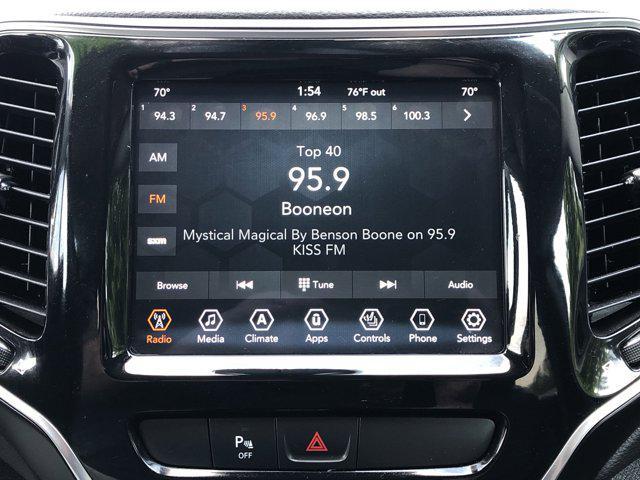 70° 1:54 76°F out 70°
1 94.3 2 94.7 3 95.9 4 96.9 5 98.5 6 100.3
AM
Top 40
95.9
FM
Booneon
sxm
Mystical Magical By Benson Boone on 95.9
KISS FM
Browse Tune Audio
Radio Media Climate Apps Controls Phone Settings
P
OFF